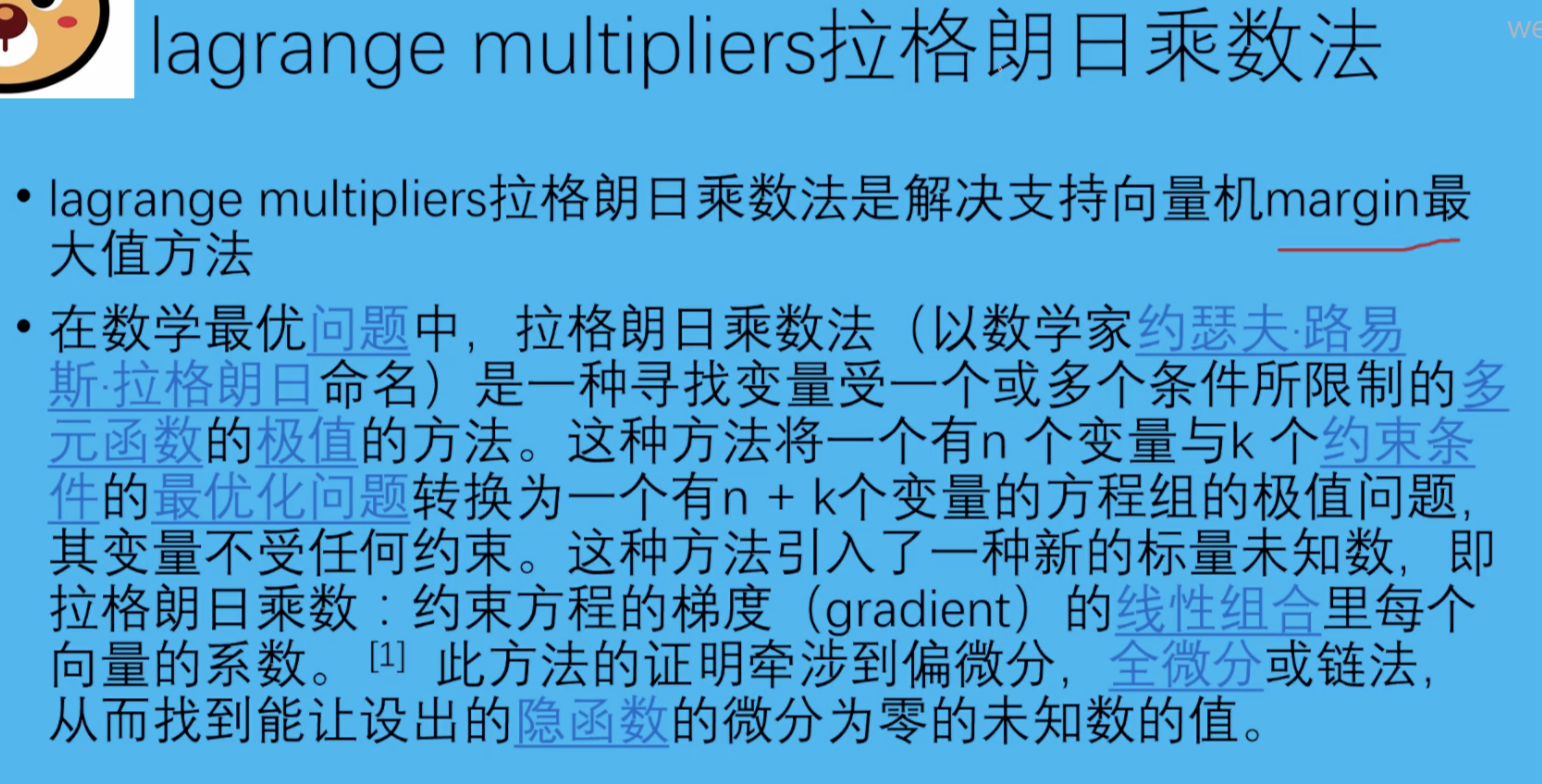 lagrange multipliers拉格朗日乘数法
we
• lagrange multipliers拉格朗日乘数法是解决支持向量机margin最
大值方法
• 在数学最优问题中，拉格朗日乘数法（以数学家约瑟夫·路易
斯·拉格朗日命名）是一种寻找变量受一个或多个条件所限制的多
元函数的极值的方法。这种方法将一个有n 个变量与k 个约束条
件的最优化问题转换为一个有n + k个变量的方程组的极值问题，
其变量不受任何约束。这种方法引入了一种新的标量未知数，即
拉格朗日乘数：约束方程的梯度（gradient）的线性组合里每个
向量的系数。[1] 此方法的证明牵涉到偏微分，全微分或链法，
从而找到能让设出的隐函数的微分为零的未知数的值。